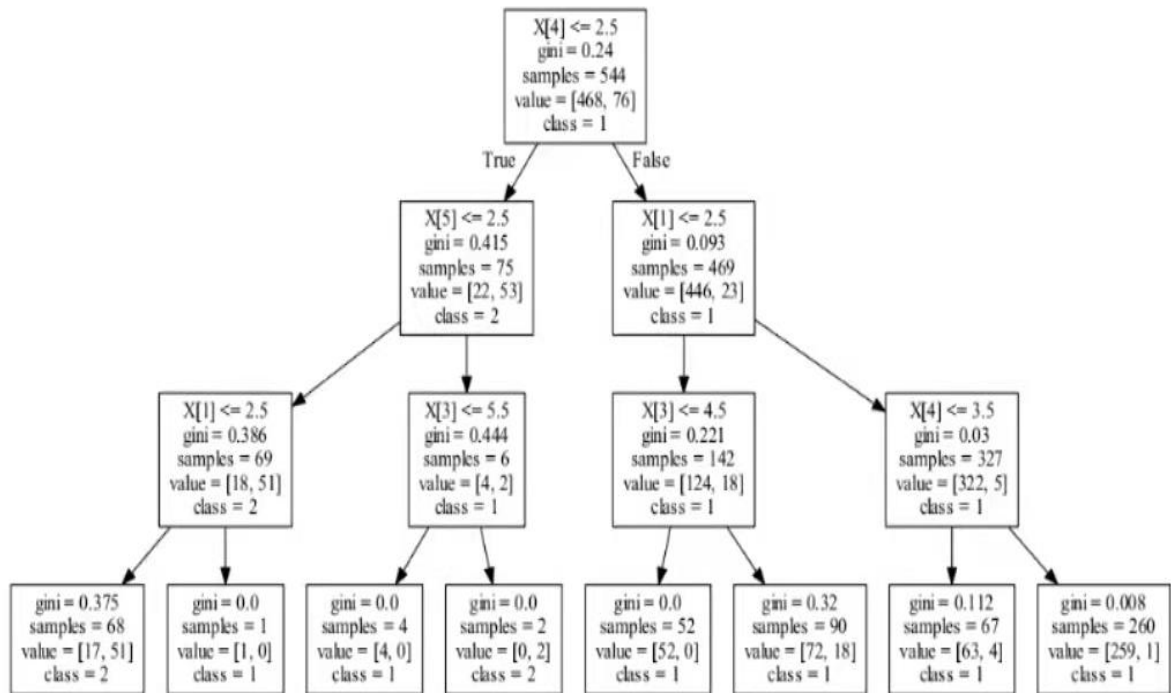 X[4] <= 2.5
gini = 0.24
samples = 544
value = [468, 76]
class = 1
True
False
X[5] <= 2.5
gini = 0.415
samples = 75
value = [22, 53]
class = 2
X[1] <= 2.5
gini = 0.093
samples = 469
value = [446, 23]
class = 1
X[1] <= 2.5
gini = 0.386
samples = 69
value = [18, 51]
class = 2
X[3] <= 5.5
gini = 0.444
samples = 6
value = [4, 2]
class = 1
X[3] <= 4.5
gini = 0.221
samples = 142
value = [124, 18]
class = 1
X[4] <= 3.5
gini = 0.03
samples = 327
value = [322, 5]
class = 1
gini = 0.375
samples = 68
value = [17, 51]
class = 2
gini = 0.0
samples = 1
value = [1, 0]
class = 1
gini = 0.0
samples = 4
value = [4, 0]
class = 1
gini = 0.0
samples = 2
value = [0, 2]
class = 2
gini = 0.0
samples = 52
value = [52, 0]
class = 1
gini = 0.32
samples = 90
value = [72, 18]
class = 1
gini = 0.112
samples = 67
value = [63, 4]
class = 1
gini = 0.008
samples = 260
value = [259, 1]
class = 1